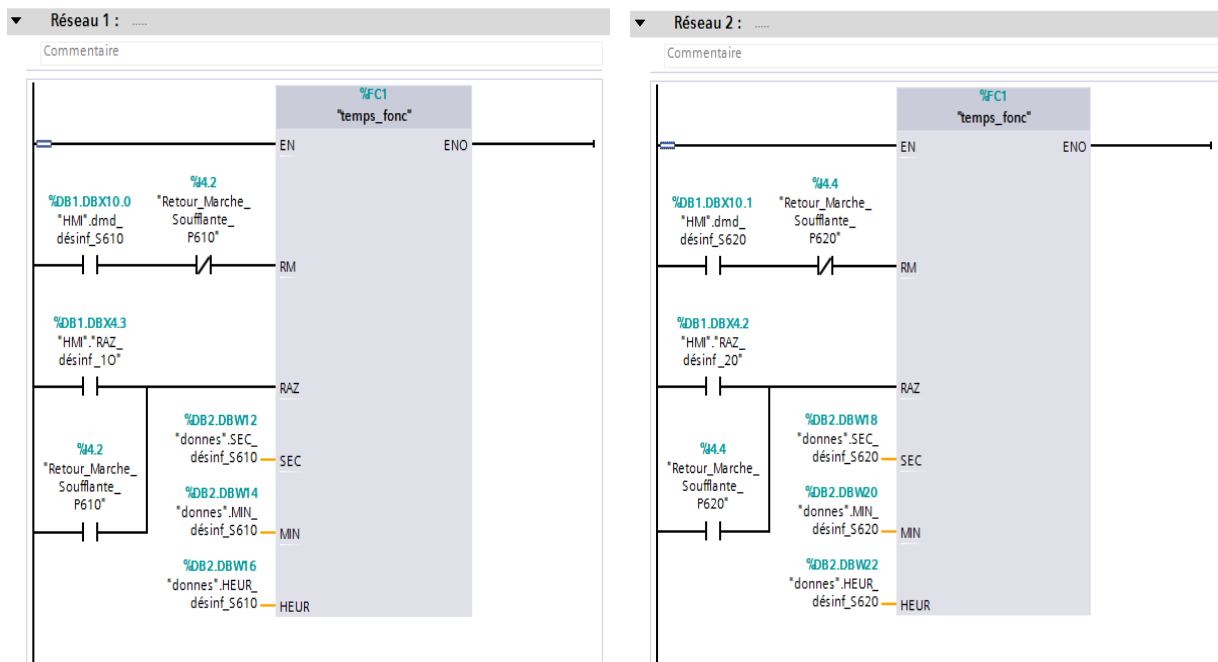 Réseau 1 : .....
Commentaire
%FC1
"temps_fonc"
EN
ENO
%DB1.DBX10.0
"HMI".dmd_
désinf_S610
%I4.2
"Retour_Marche_
Soufflante_
P610"
RM
%DB1.DBX4.3
"HMI"."RAZ_
désinf_1O"
RAZ
%I4.2
"Retour_Marche_
Soufflante_
P610"
%DB2.DBW12
"donnes".SEC_
désinf_S610
SEC
%DB2.DBW14
"donnes".MIN_
désinf_S610
MIN
%DB2.DBW16
"donnes".HEUR_
désinf_S610
HEUR
Réseau 2 : .....
Commentaire
%FC1
"temps_fonc"
EN
ENO
%DB1.DBX10.1
"HMI".dmd_
désinf_S620
%I4.4
"Retour_Marche_
Soufflante_
P620"
RM
%DB1.DBX4.2
"HMI"."RAZ_
désinf_20"
RAZ
%I4.4
"Retour_Marche_
Soufflante_
P620"
%DB2.DBW18
"donnes".SEC_
désinf_S620
SEC
%DB2.DBW20
"donnes".MIN_
désinf_S620
MIN
%DB2.DBW22
"donnes".HEUR_
désinf_S620
HEUR